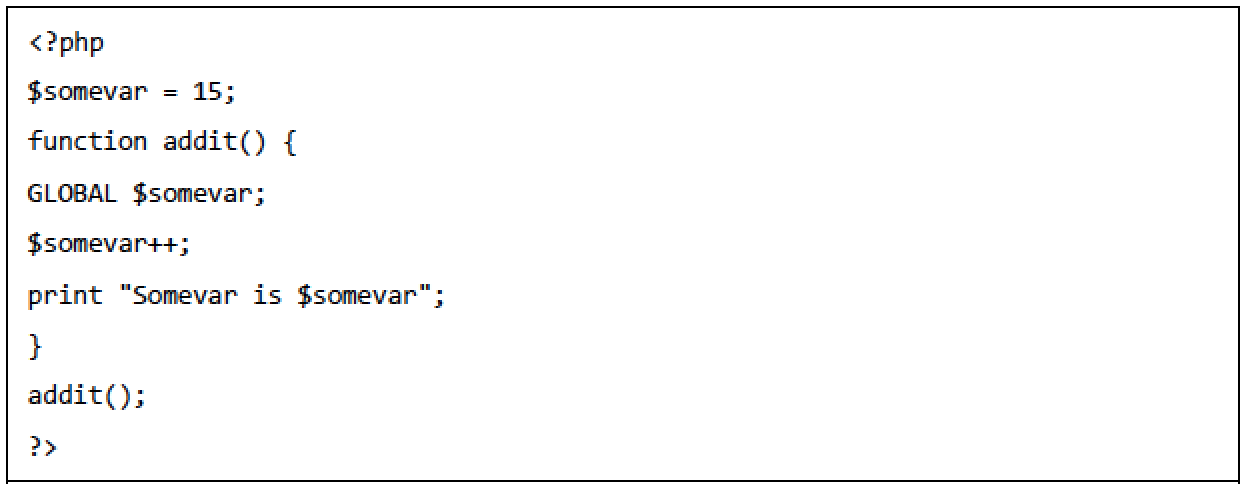 <?php
$somevar = 15;
function addit() {
GLOBAL $somevar;
$somevar++;
print "Somevar is $somevar";
}
addit();
?>